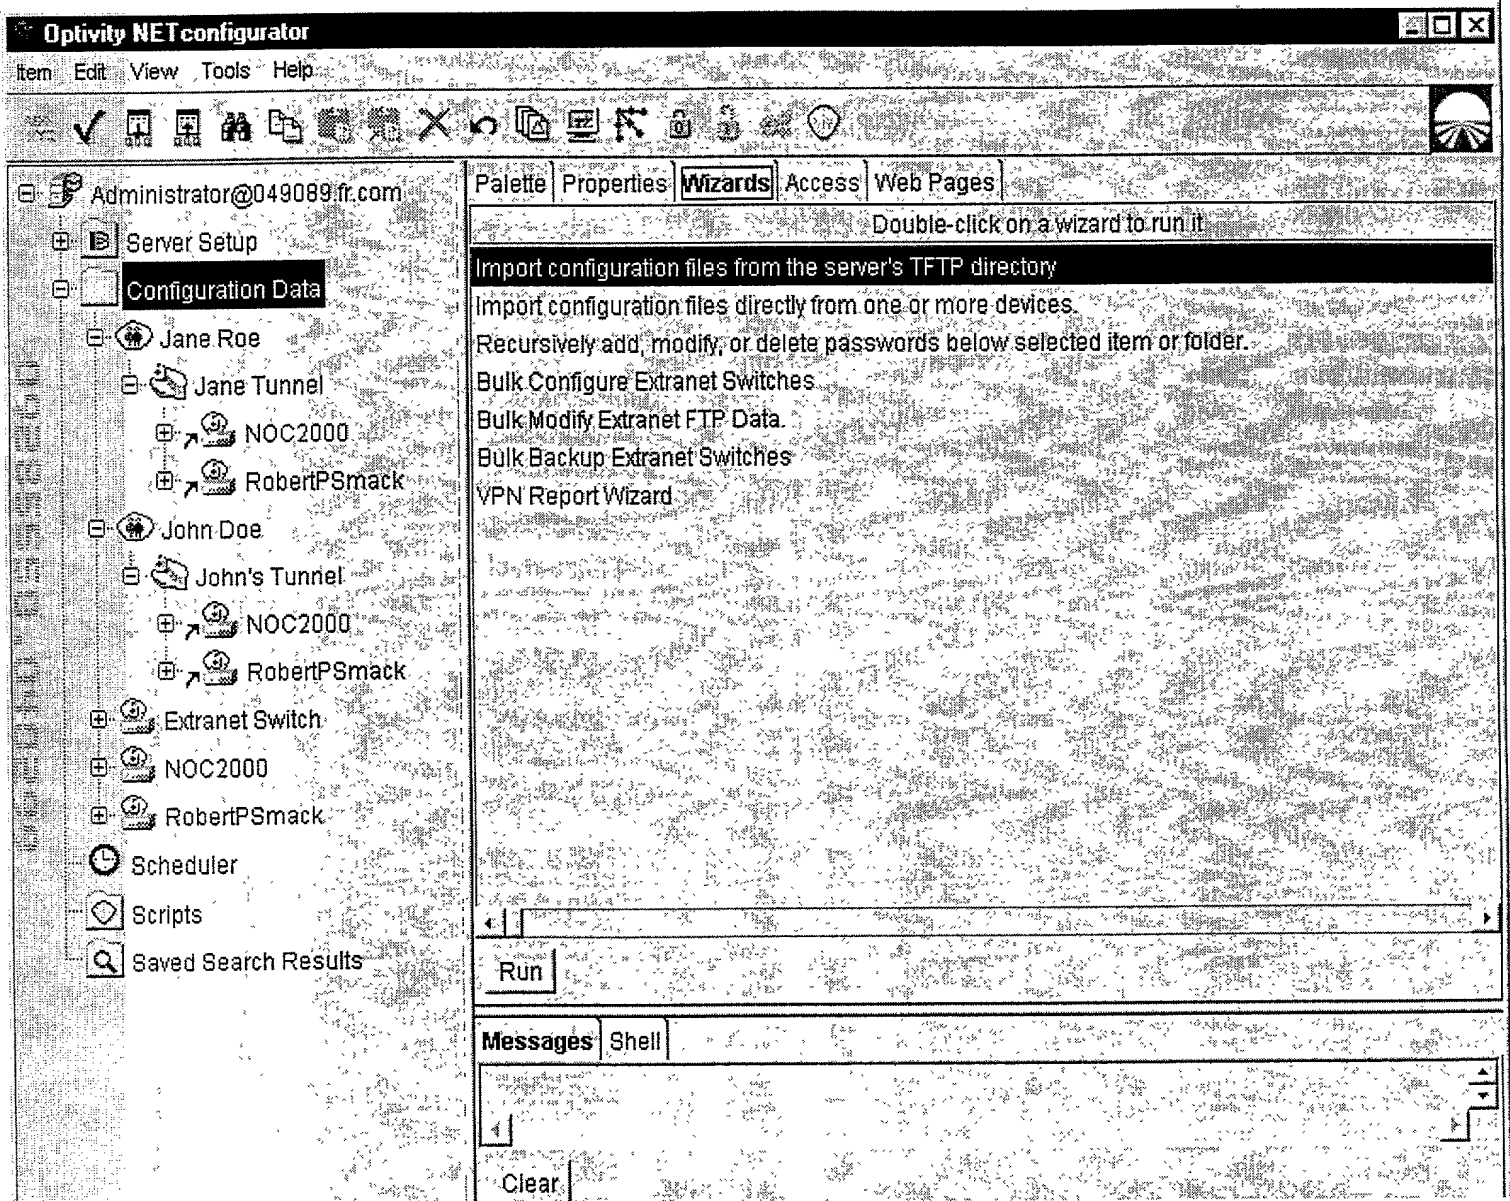 Optivity NETconfigurator
Item Edit View Tools Help
Administrator@049089.fr.com
Server Setup
Configuration Data
Jane Roe
Jane Tunnel
NOC2000
RobertPSmack
John Doe
John's Tunnel
NOC2000
RobertPSmack
Extranet Switch
NOC2000
RobertPSmack
Scheduler
Scripts
Saved Search Results
Palette Properties Wizards Access Web Pages
Double-click on a wizard to run it
Import configuration files from the server's TFTP directory
Import configuration files directly from one or more devices.
Recursively add, modify, or delete passwords below selected item or folder.
Bulk Configure Extranet Switches
Bulk Modify Extranet FTP Data.
Bulk Backup Extranet Switches
VPN Report Wizard
Run
Messages Shell
Clear